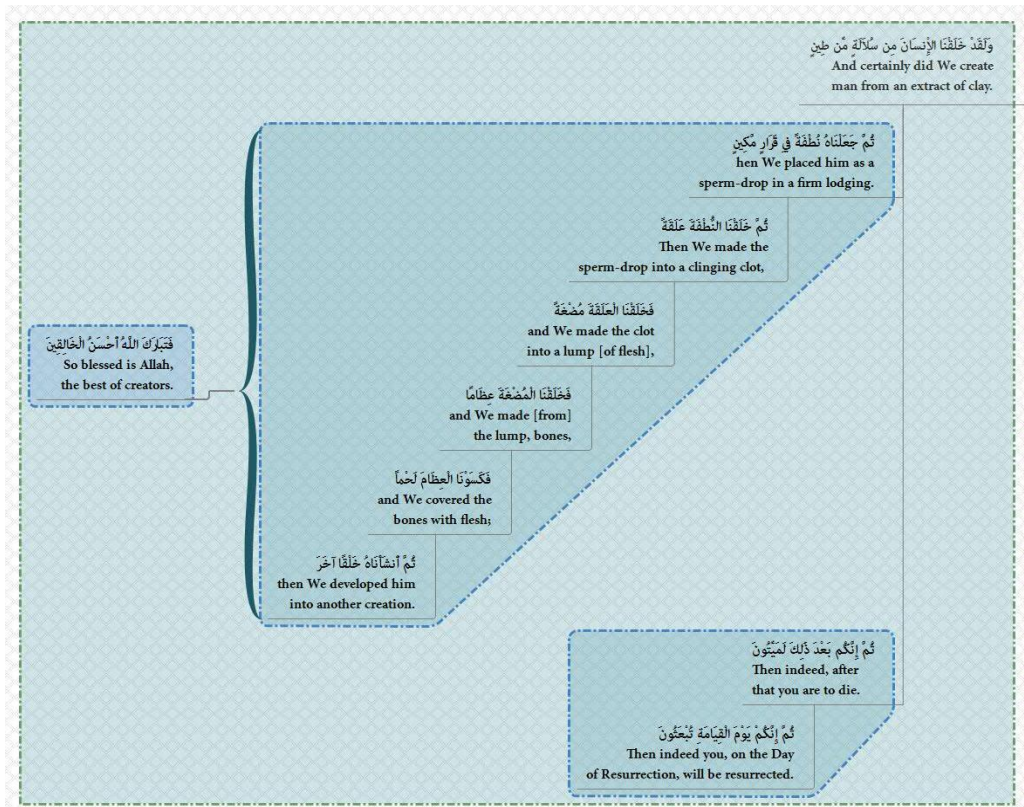 وَلَقَدْ خَلَقْنَا الْإِنسَانَ مِن سُلَالَةٍ مِّن طِينٍ
And certainly did We create
man from an extract of clay.
ثُمَّ جَعَلْنَاهُ نُطْفَةً فِي قَرَارٍ مَّكِينٍ
hen We placed him as a
sperm-drop in a firm lodging.
ثُمَّ خَلَقْنَا النُّطْفَةَ عَلَقَةً
Then We made the
sperm-drop into a clinging clot,
فَخَلَقْنَا الْعَلَقَةَ مُضْغَةً
and We made the clot
into a lump [of flesh],
فَخَلَقْنَا الْمُضْغَةَ عِظَامًا
and We made [from]
the lump, bones,
فَكَسَوْنَا الْعِظَامَ لَحْماً
and We covered the
bones with flesh;
ثُمَّ أَنشَأْنَاهُ خَلْقًا آخَرَ
then We developed him
into another creation.
فَتَبَارَكَ اللَّهُ أَحْسَنُ الْخَالِقِينَ
So blessed is Allah,
the best of creators.
ثُمَّ إِنَّكُم بَعْدَ ذَٰلِكَ لَمَيِّتُونَ
Then indeed, after
that you are to die.
ثُمَّ إِنَّكُمْ يَوْمَ الْقِيَامَةِ تُبْعَثُونَ
Then indeed you, on the Day
of Resurrection, will be resurrected.